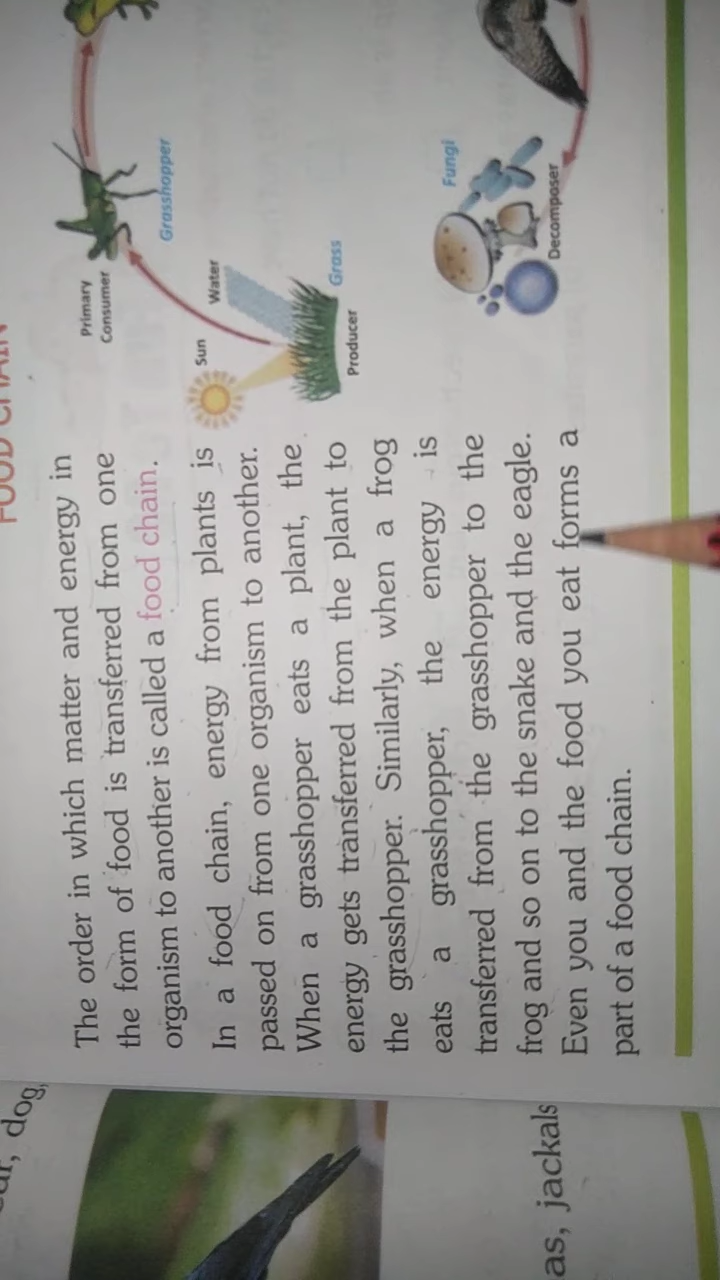 FOOD CHAIN
The order in which matter and energy in
the form of food is transferred from one
organism to another is called a food chain.
In a food chain, energy from plants is
passed on from one organism to another.
When a grasshopper eats a plant, the
energy gets transferred from the plant to
the grasshopper. Similarly, when a frog
eats a grasshopper, the energy is
transferred from the grasshopper to the
frog and so on to the snake and the eagle.
Even you and the food you eat forms a
part of a food chain.
Primary
Consumer
Grasshopper
Sun
Water
Grass
Producer
Fungi
Decomposer
dog,
as, jackals